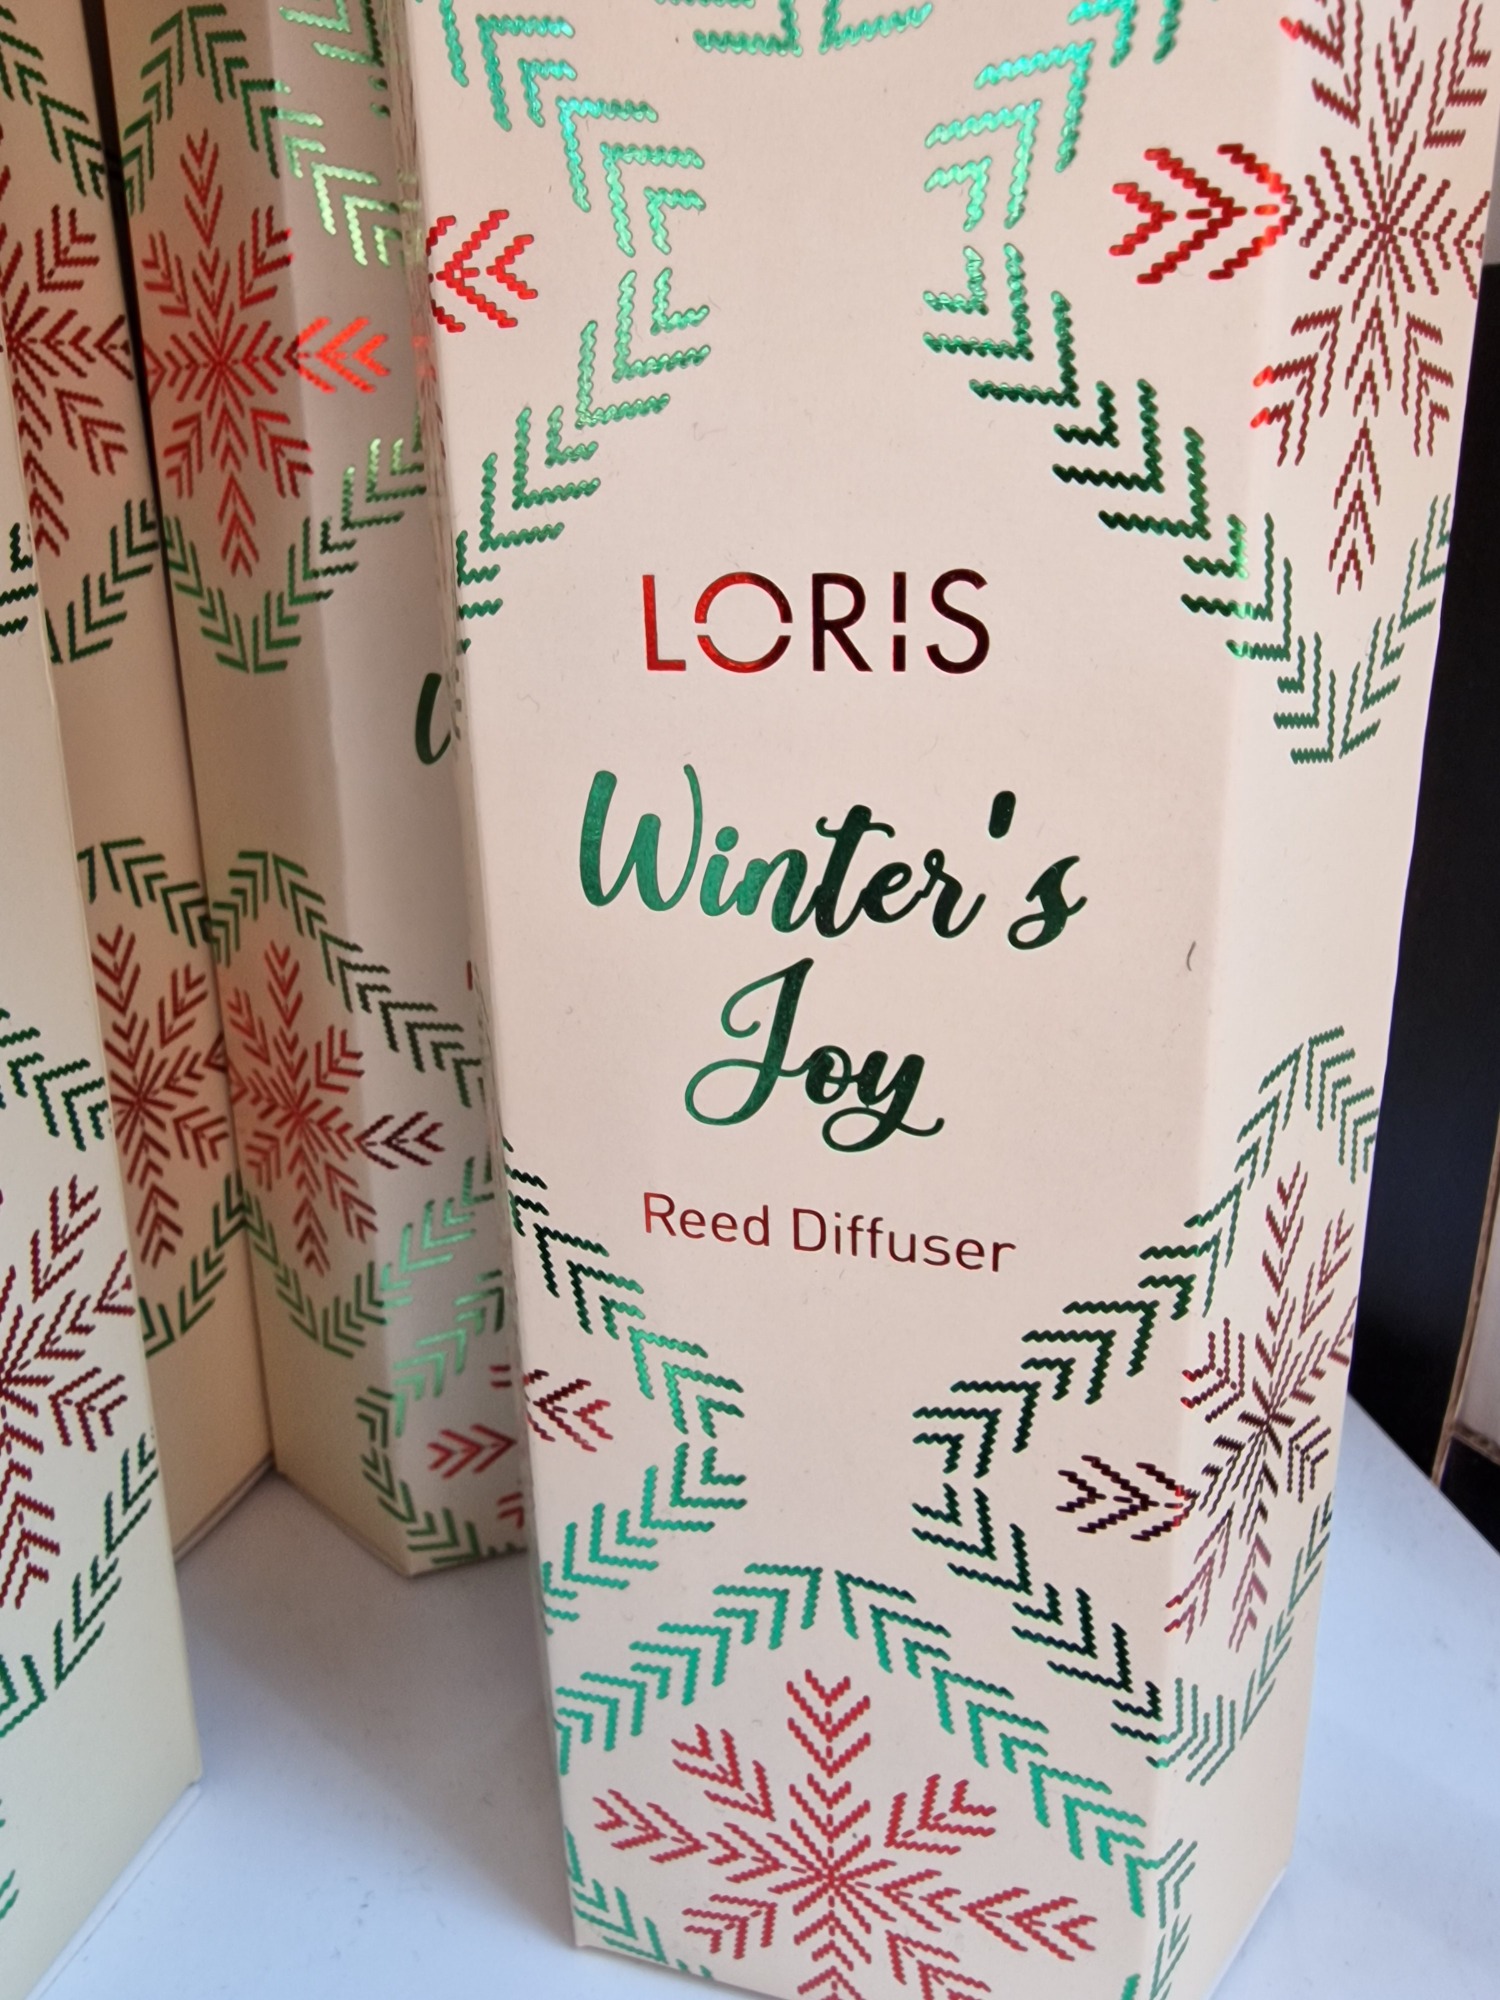 LORIS
Winter's
Joy
Reed Diffuser